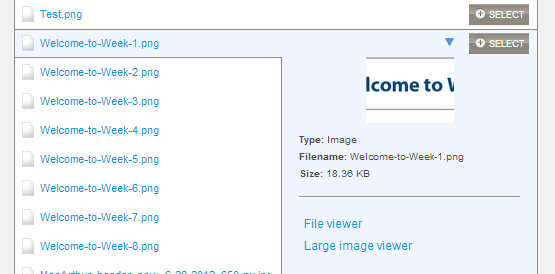 Test.png
SELECT
Welcome-to-Week-1.png
SELECT
Welcome-to-Week-2.png
Welcome-to-Week-3.png
Welcome-to-Week-4.png
Welcome-to-Week-5.png
Welcome-to-Week-6.png
Welcome-to-Week-7.png
Welcome-to-Week-8.png
lcome to W
Type: Image
Filename: Welcome-to-Week-1.png
Size: 18.36 KB
File viewer
Large image viewer